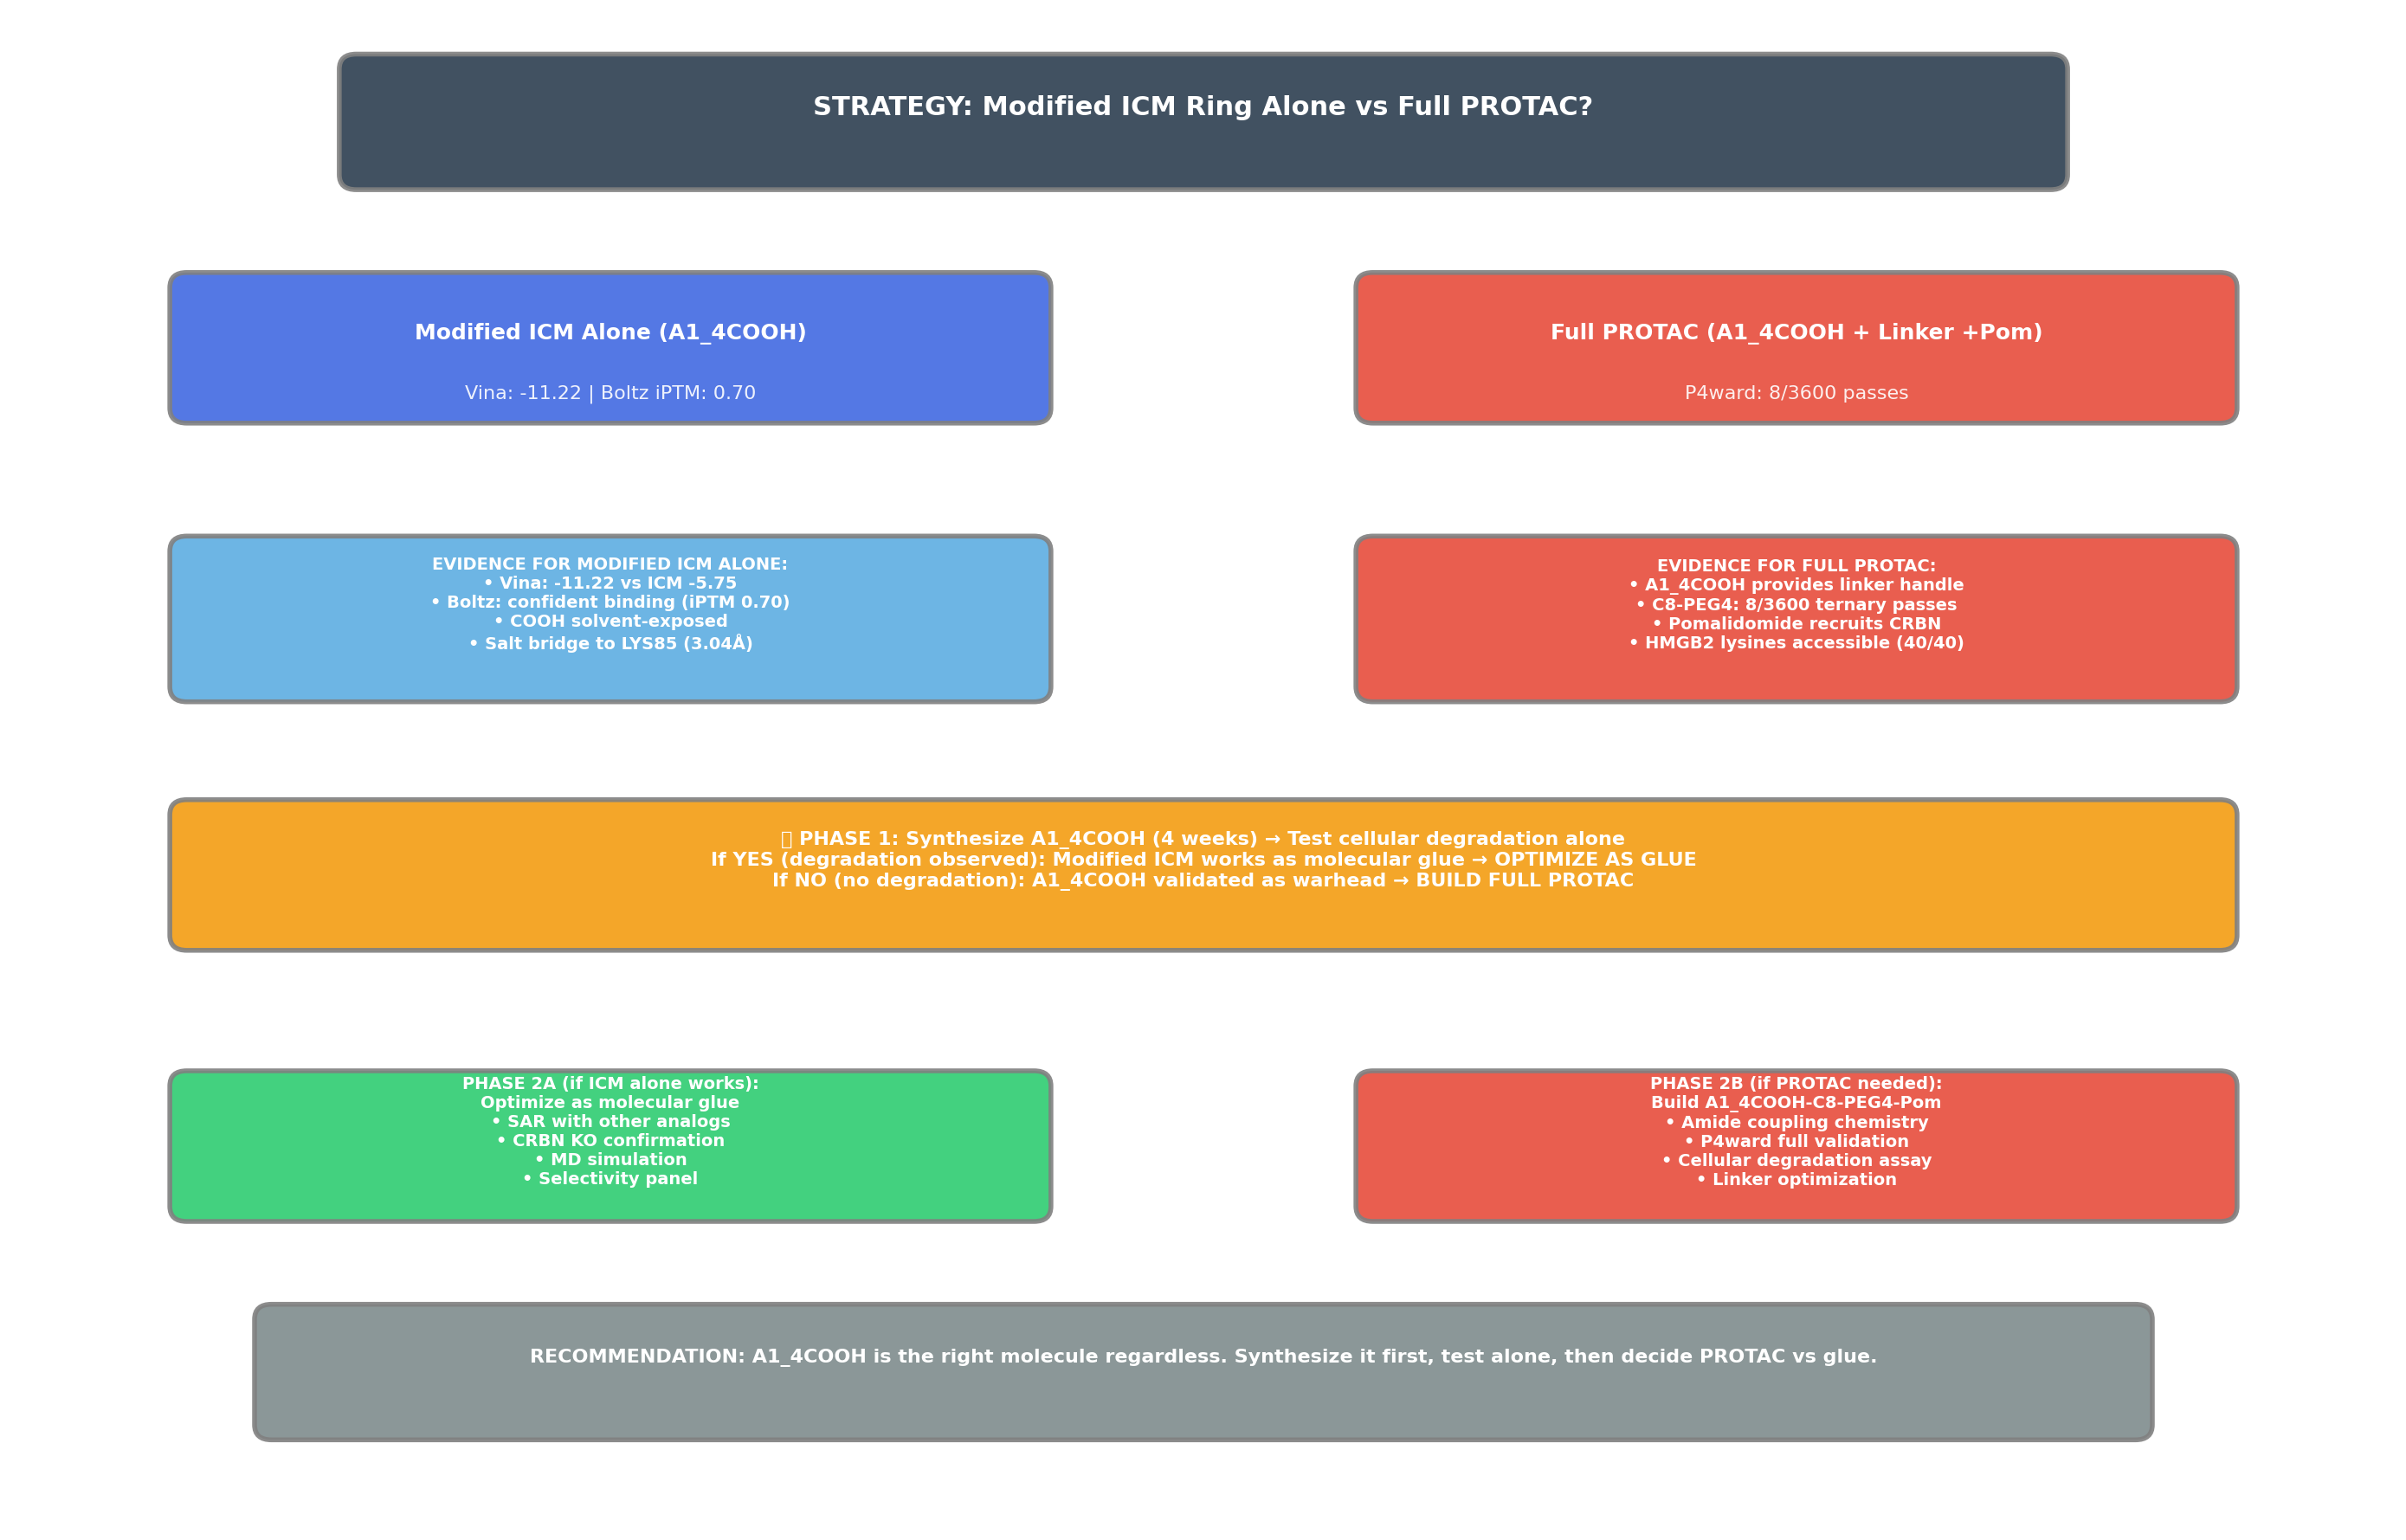 STRATEGY: Modified ICM Ring Alone vs Full PROTAC?
Modified ICM Alone (A1_4COOH)
Vina: -11.22 | Boltz iPTM: 0.70
Full PROTAC (A1_4COOH + Linker +Pom)
P4ward: 8/3600 passes
EVIDENCE FOR MODIFIED ICM ALONE:
• Vina: -11.22 vs ICM -5.75
• Boltz: confident binding (iPTM 0.70)
• COOH solvent-exposed
• Salt bridge to LYS85 (3.04Å)
EVIDENCE FOR FULL PROTAC:
• A1_4COOH provides linker handle
• C8-PEG4: 8/3600 ternary passes
• Pomalidomide recruits CRBN
• HMGB2 lysines accessible (40/40)
PHASE 1: Synthesize A1_4COOH (4 weeks) → Test cellular degradation alone
If YES (degradation observed): Modified ICM works as molecular glue → OPTIMIZE AS GLUE
If NO (no degradation): A1_4COOH validated as warhead → BUILD FULL PROTAC
PHASE 2A (if ICM alone works):
Optimize as molecular glue
• SAR with other analogs
• CRBN KO confirmation
• MD simulation
• Selectivity panel
PHASE 2B (if PROTAC needed):
Build A1_4COOH-C8-PEG4-Pom
• Amide coupling chemistry
• P4ward full validation
• Cellular degradation assay
• Linker optimization
RECOMMENDATION: A1_4COOH is the right molecule regardless. Synthesize it first, test alone, then decide PROTAC vs glue.